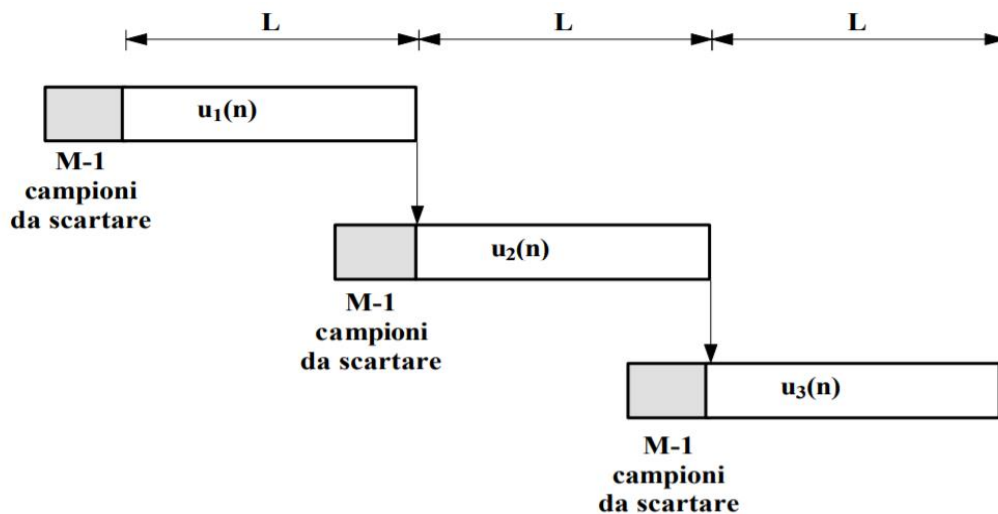 L
L
L
u₁(n)
M-1
campioni
da scartare
u₂(n)
M-1
campioni
da scartare
u₃(n)
M-1
campioni
da scartare